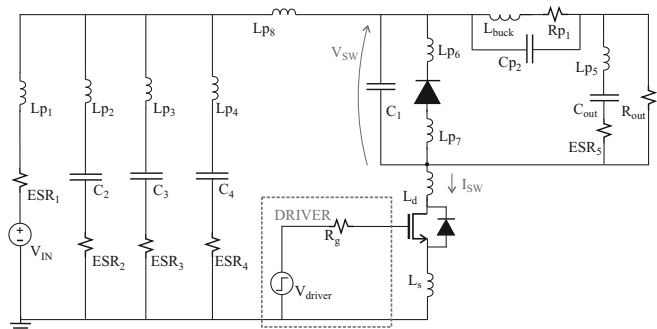 Lp8
Lbuck
Rp1
VSW
Lp6
Cp2
Lp5
Lp1
Lp2
Lp3
Lp4
C1
Cout
Rout
Lp7
ESR5
ESR1
C2
C3
C4
Ld
ISW
DRIVER
Rg
VIN
ESR2
ESR3
ESR4
Vdriver
Ls